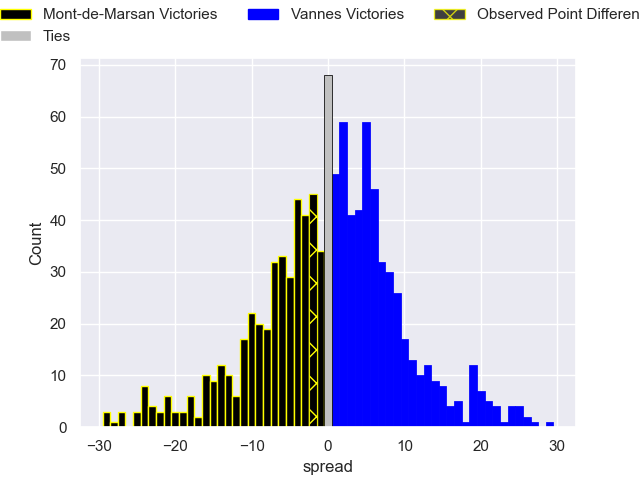 Mont-de-Marsan Victories Vannes Victories Observed Point Differen
Ties
70
60
50
40
30
20
10
0
Count
−30 −20 −10 0 10 20 30
spread